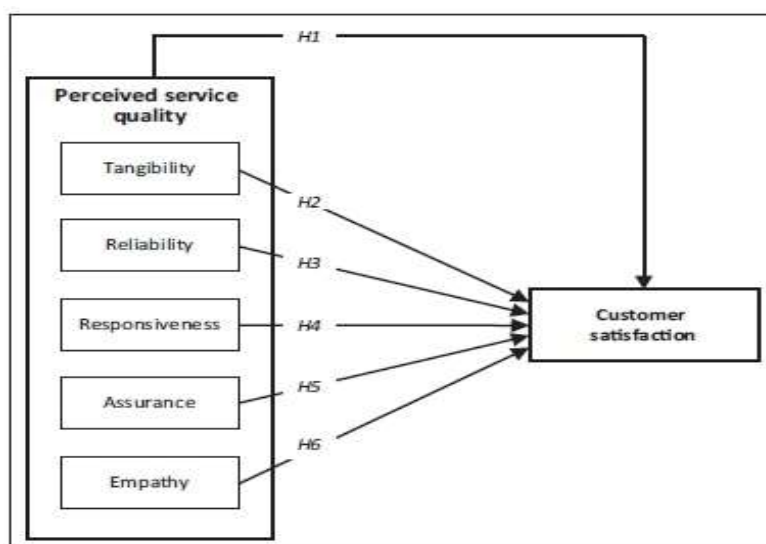 H1
Perceived service
quality
Tangibility
H2
Reliability
H3
Responsiveness
H4
Customer
satisfaction
Assurance
H5
Empathy
H6